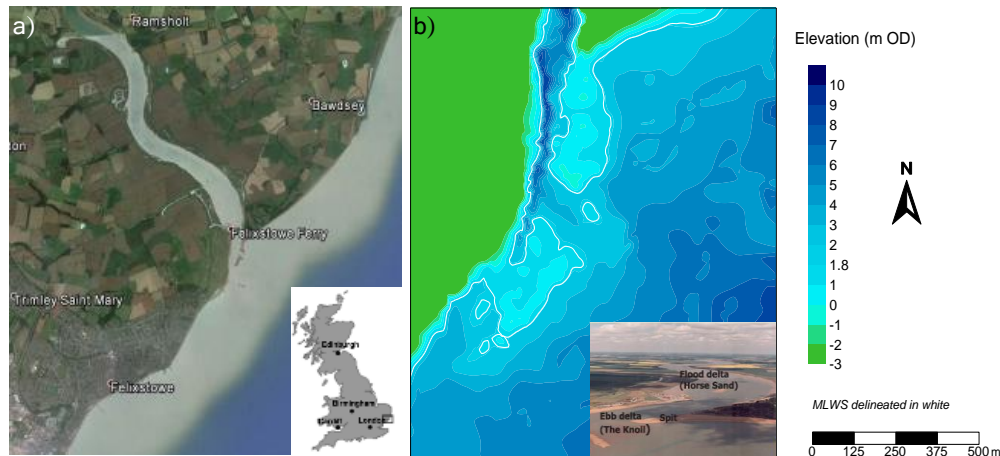 a)
Ramsholt
Bawdsey
ton
Felixstowe Ferry
Trimley Saint Mary
Felixstowe
Edinburgh
Birmingham
London
b)
Flood delta
(Horse Sand)
Ebb delta
(The Knoll)
Spit
Elevation (m OD)
10
9
8
7
6
5
4
3
2
1.8
1
0
-1
-2
-3
N
MLWS delineated in white
0 125 250 375 500 m